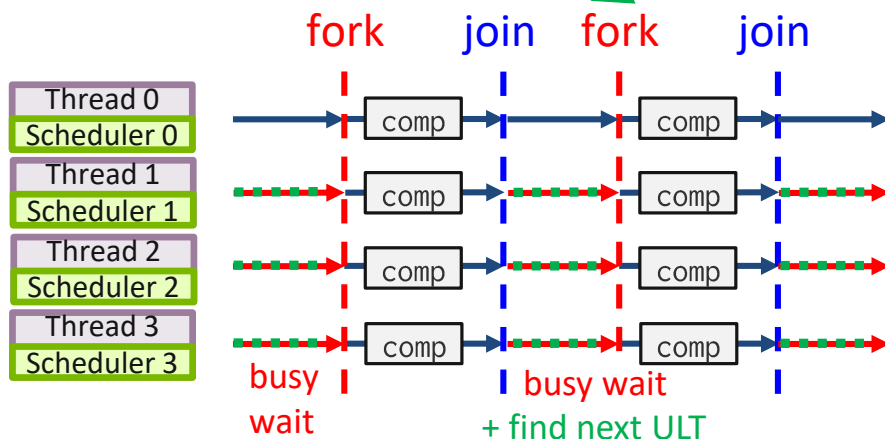 fork join fork join
Thread 0
Scheduler 0
comp comp
Thread 1
Scheduler 1
comp comp
Thread 2
Scheduler 2
comp comp
Thread 3
Scheduler 3
comp comp
busy
wait
busy wait
+ find next ULT